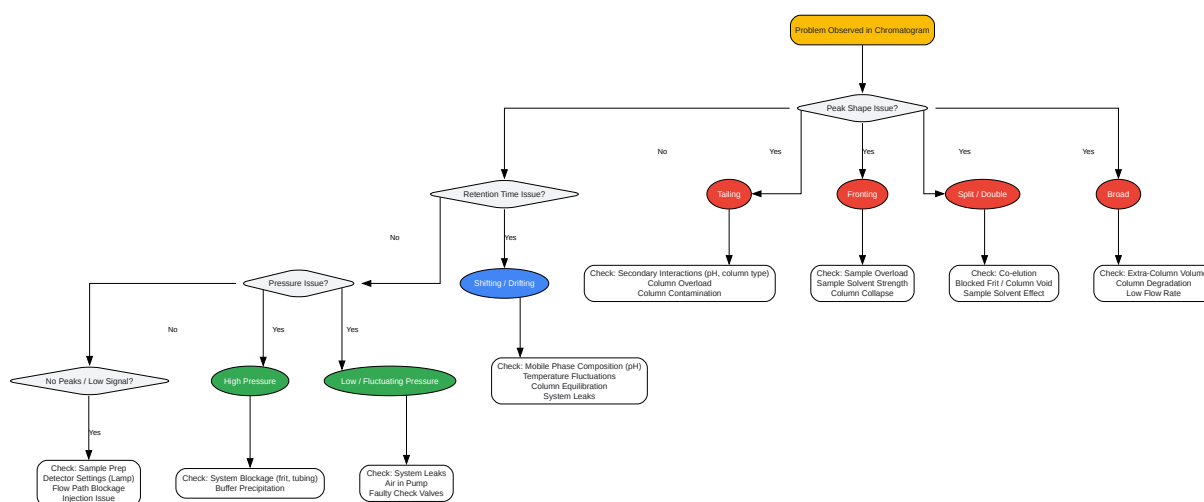 Problem Observed in Chromatogram
Peak Shape Issue?
No
Yes
Yes
Yes
Yes
Retention Time Issue?
Tailing
Fronting
Split / Double
Broad
No
Yes
Pressure Issue?
Shifting / Drifting
Check: Secondary Interactions (pH, column type)
Column Overload
Column Contamination
Check: Sample Overload
Sample Solvent Strength
Column Collapse
Check: Co-elution
Blocked Frit / Column Void
Sample Solvent Effect
Check: Extra-Column Volume
Column Degradation
Low Flow Rate
No
Yes
Yes
No Peaks / Low Signal?
High Pressure
Low / Fluctuating Pressure
Check: Mobile Phase Composition (pH)
Temperature Fluctuations
Column Equilibration
System Leaks
Yes
Check: Sample Prep
Detector Settings (Lamp)
Flow Path Blockage
Injection Issue
Check: System Blockage (frit, tubing)
Buffer Precipitation
Check: System Leaks
Air in Pump
Faulty Check Valves